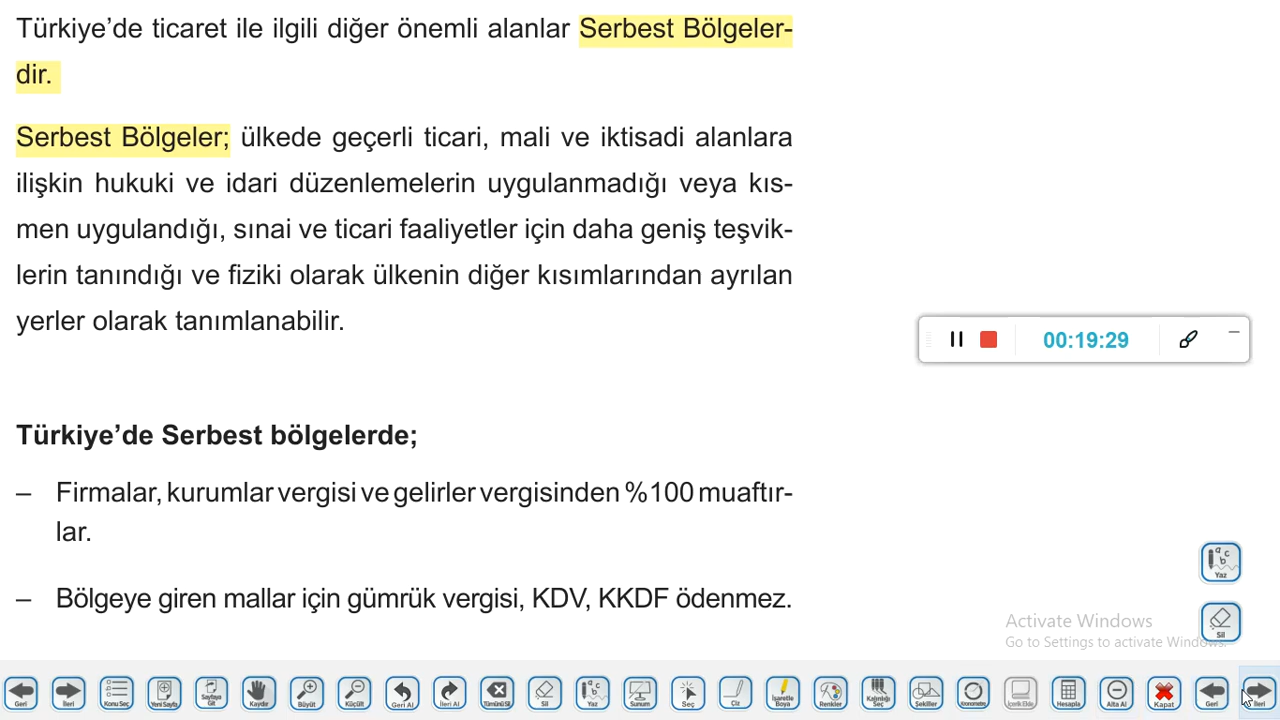 Türkiye’de ticaret ile ilgili diğer önemli alanlar Serbest Bölgeler-
dir.
Serbest Bölgeler; ülkede geçerli ticari, mali ve iktisadi alanlara
ilişkin hukuki ve idari düzenlemelerin uygulanmadığı veya kıs-
men uygulandığı, sınai ve ticari faaliyetler için daha geniş teşvik-
lerin tanındığı ve fiziki olarak ülkenin diğer kısımlarından ayrılan
yerler olarak tanımlanabilir.
00:19:29
Türkiye’de Serbest bölgelerde;
– Firmalar, kurumlar vergisi ve gelirler vergisinden %100 muaftır-
lar.
– Bölgeye giren mallar için gümrük vergisi, KDV, KKDF ödenmez.
a b c
Yaz
Sil
Activate Windows
Go to Settings to activate Windows.
Geri İleri Konu Seç Yeni Sayfa Sayfaya Git Kaydır Büyüt Küçült Geri Al İleri Al Tümünü Sil Sil Yaz Sunum Seç Çiz İşaretle Boya Renkler Kalınlığı Seç Şekiller Kronometre İçerik Ekle Hesapla Alta Al Kapat Geri İleri